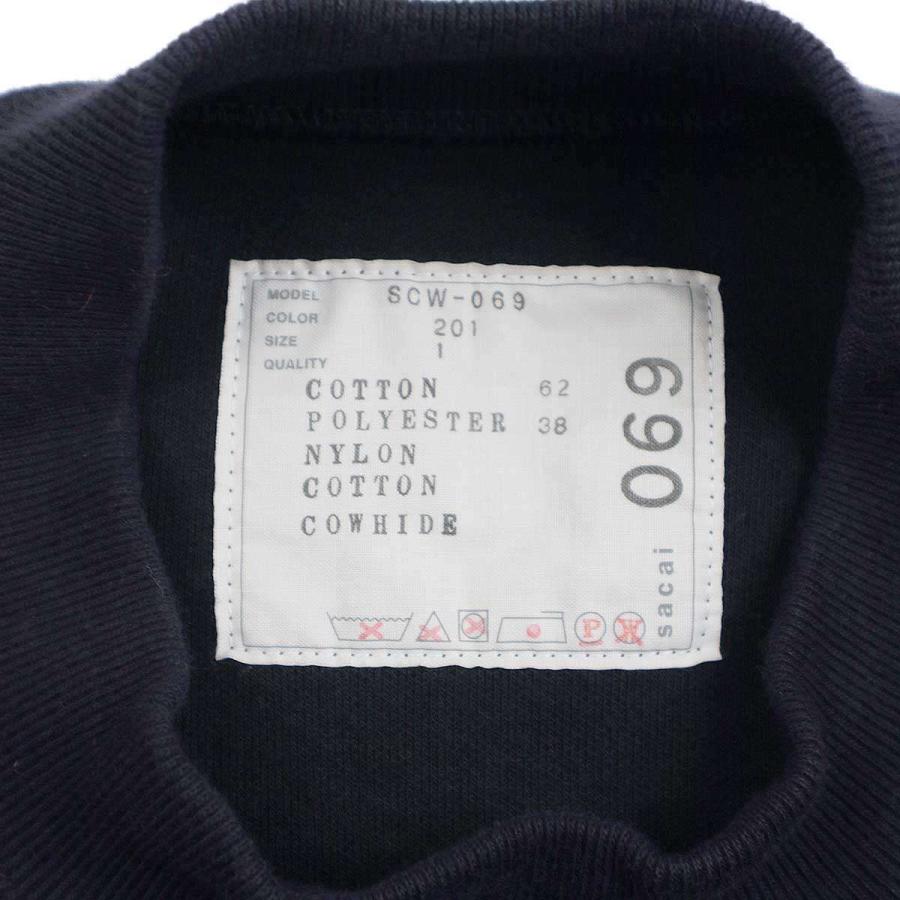 MODEL SCW-069
COLOR 201
SIZE 1
QUALITY
COTTON 62
POLYESTER 38
NYLON
COTTON
COWHIDE
sacai 069
P W